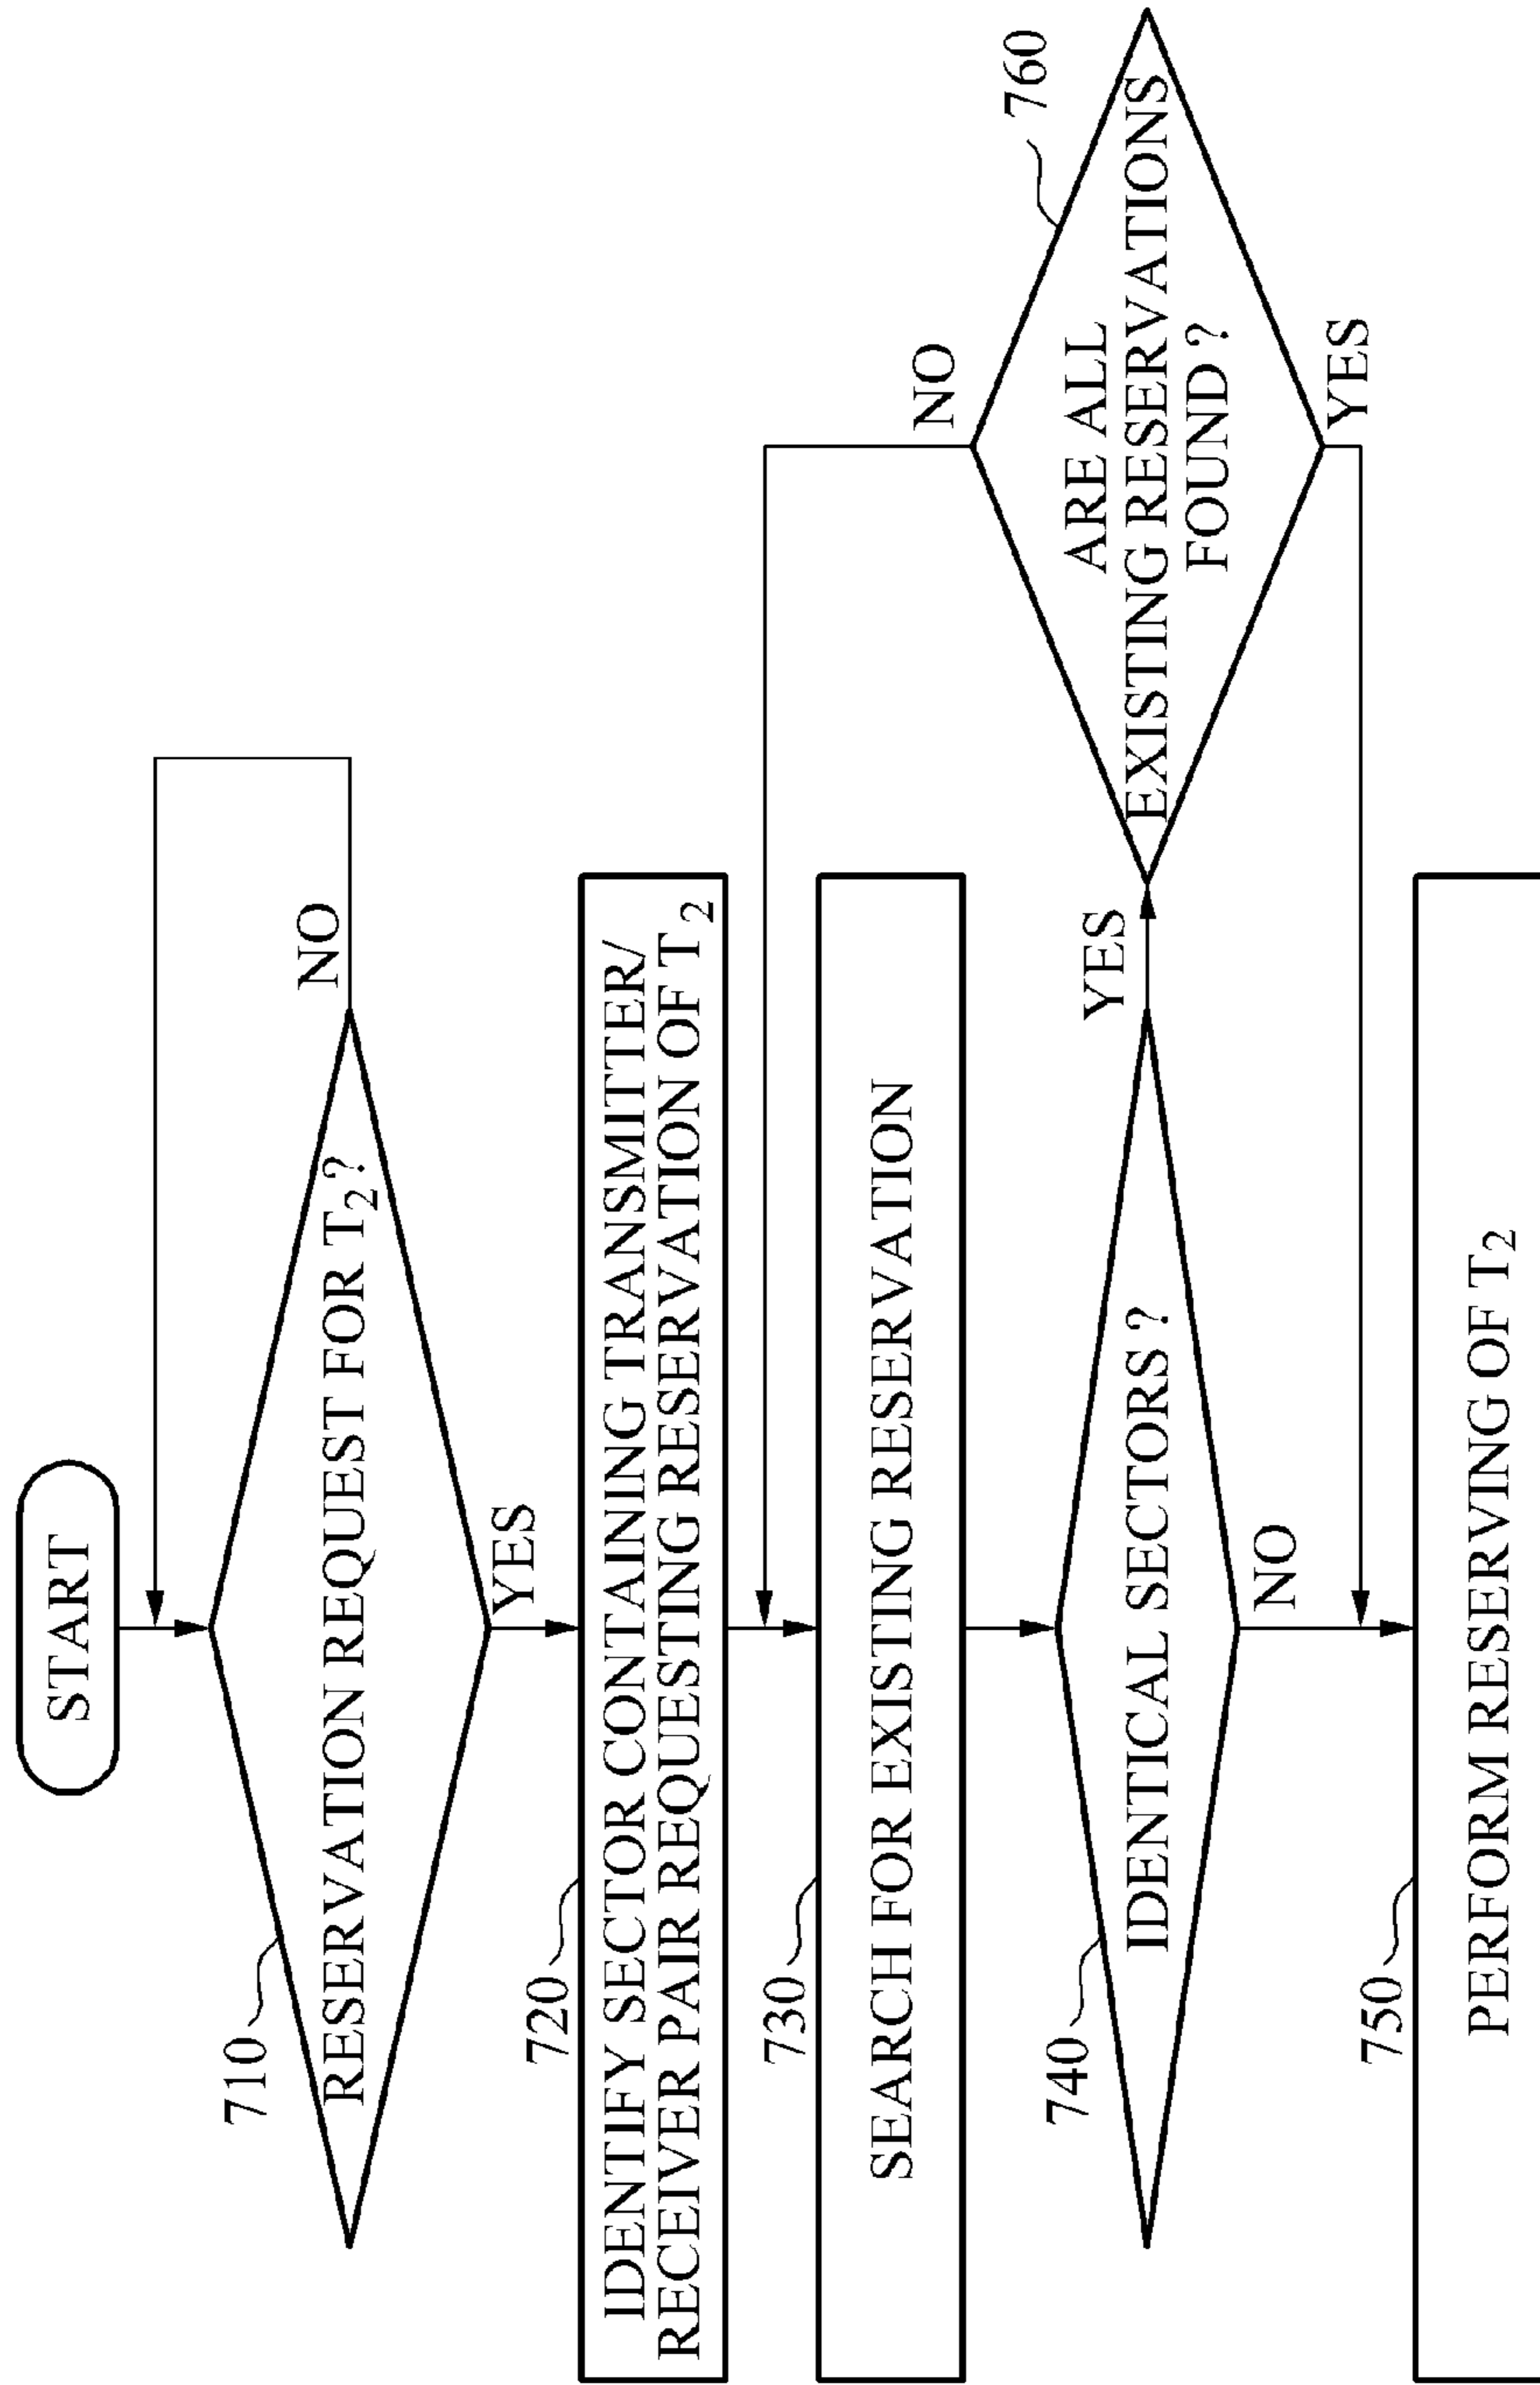 START
710
RESERVATION REQUEST FOR T₂?
NO
YES
720
IDENTIFY SECTOR CONTAINING TRANSMITTER/
RECEIVER PAIR REQUESTING RESERVATION OF T₂
730
SEARCH FOR EXISTING RESERVATION
740
IDENTICAL SECTORS ?
YES
NO
760
ARE ALL
EXISTING RESERVATIONS
FOUND ?
NO
YES
750
PERFORM RESERVING OF T₂